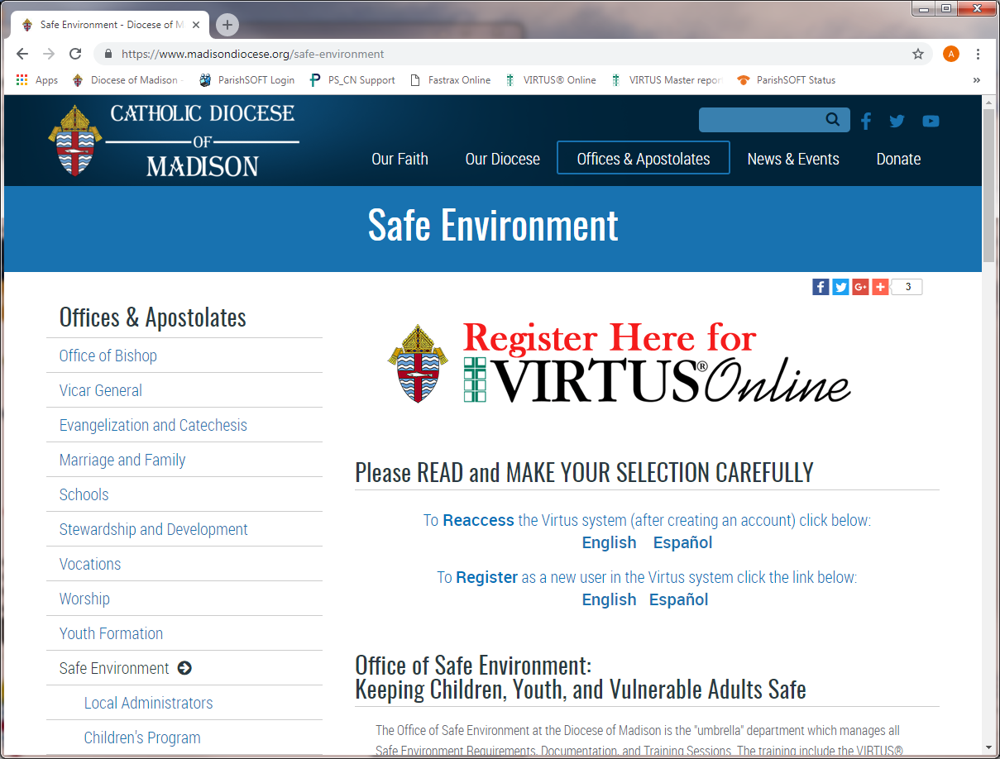 Safe Environment - Diocese of M
https://www.madisondiocese.org/safe-environment
A
Apps
Diocese of Madison -
ParishSOFT Login
PS_CN Support
Fastrax Online
VIRTUS® Online
VIRTUS Master repor
ParishSOFT Status
»
CATHOLIC DIOCESE
OF
MADISON
Our Faith
Our Diocese
Offices & Apostolates
News & Events
Donate
Safe Environment
3
Offices & Apostolates
Office of Bishop
Vicar General
Evangelization and Catechesis
Marriage and Family
Schools
Stewardship and Development
Vocations
Worship
Youth Formation
Safe Environment
Local Administrators
Children's Program
Register Here for
VIRTUS® Online
Please READ and MAKE YOUR SELECTION CAREFULLY
To Reaccess the Virtus system (after creating an account) click below:
English Español
To Register as a new user in the Virtus system click the link below:
English Español
Office of Safe Environment:
Keeping Children, Youth, and Vulnerable Adults Safe
The Office of Safe Environment at the Diocese of Madison is the "umbrella" department which manages all
Safe Environment Requirements, Documentation, and Training Sessions. The training include the VIRTUS®